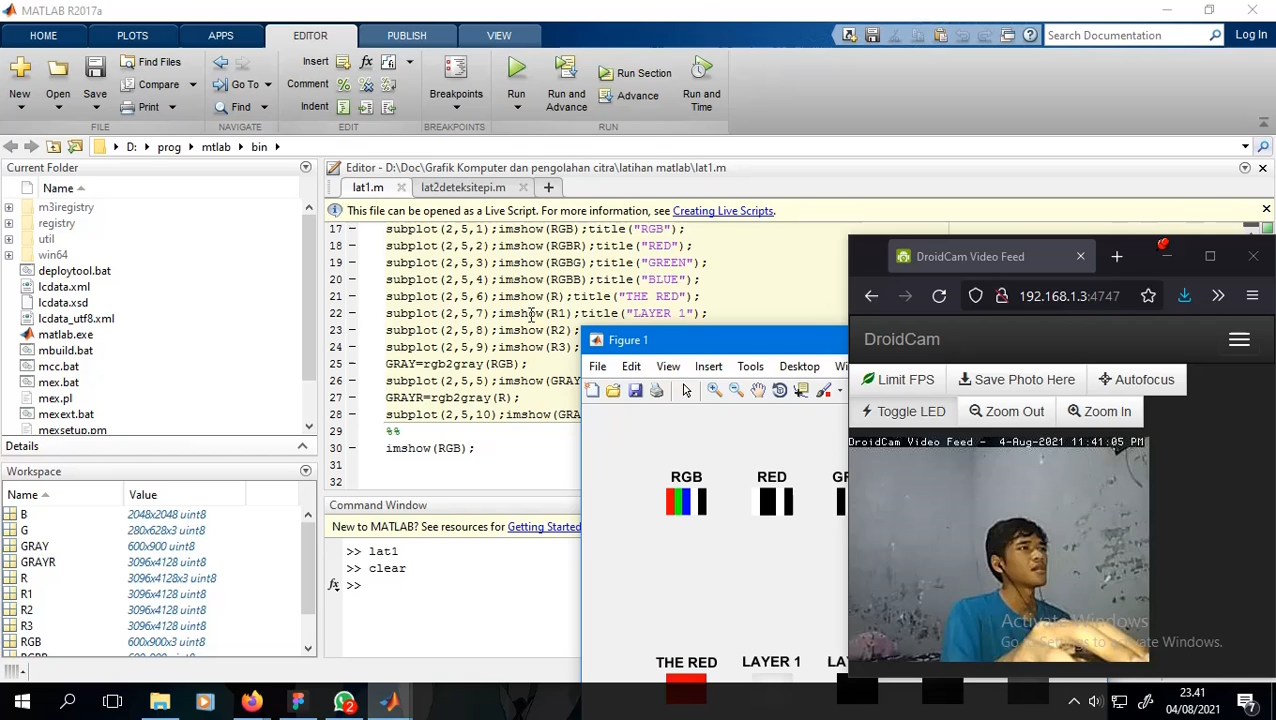 MATLAB R2017a
HOME PLOTS APPS EDITOR PUBLISH VIEW Search Documentation Log In
New Open Save Find Files Compare Print
FILE
Go To Find
NAVIGATE
Insert fx
Comment
Indent
EDIT
Breakpoints
BREAKPOINTS
Run Run and Advance Run Section Advance Run and Time
RUN
D: prog mtlab bin
Current Folder
Name
m3iregistry
registry
util
win64
deploytool.bat
lcdata.xml
lcdata.xsd
lcdata_utf8.xml
matlab.exe
mbuild.bat
mcc.bat
mex.bat
mex.pl
mexext.bat
mexsetup.pm
Details
Workspace
Name Value
B 2048x2048 uint8
G 280x628x3 uint8
GRAY 600x900 uint8
GRAYR 3096x4128 uint8
R 3096x4128x3 uint8
R1 3096x4128 uint8
R2 3096x4128 uint8
R3 3096x4128 uint8
RGB 600x900x3 uint8
Editor - D:\Doc\Grafik Komputer dan pengolahan citra\latihan matlab\lat1.m
lat1.m lat2deteksitepi.m
This file can be opened as a Live Script. For more information, see Creating Live Scripts.
17 - subplot(2,5,1);imshow(RGB);title("RGB");
18 - subplot(2,5,2);imshow(RGBR);title("RED");
19 - subplot(2,5,3);imshow(RGBG);title("GREEN");
20 - subplot(2,5,4);imshow(RGBB);title("BLUE");
21 - subplot(2,5,6);imshow(R);title("THE RED");
22 - subplot(2,5,7);imshow(R1);title("LAYER 1");
23 - subplot(2,5,8);imshow(R2);
24 - subplot(2,5,9);imshow(R3);
25 - GRAY=rgb2gray(RGB);
26 - subplot(2,5,5);imshow(GRAY
27 - GRAYR=rgb2gray(R);
28 - subplot(2,5,10);imshow(GRA
29 %%
30 - imshow(RGB);
31
32
Command Window
New to MATLAB? See resources for Getting Started
>> lat1
>> clear
fx >>
Figure 1
File Edit View Insert Tools Desktop Wi
RGB RED GR
THE RED LAYER 1 LA
DroidCam Video Feed
192.168.1.3:4747
DroidCam
Limit FPS Save Photo Here Autofocus
Toggle LED Zoom Out Zoom In
DroidCam Video Feed - 4-Aug-2021 11:41:05 PM
Activate Windows
Go to Settings to activate Windows.
2
23.41
04/08/2021
7